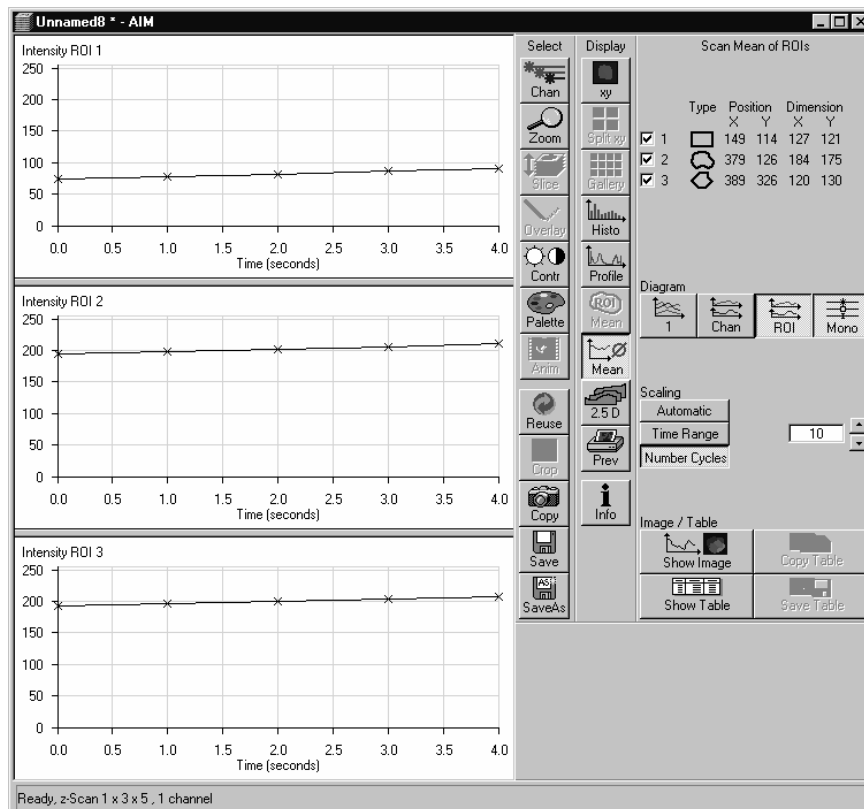 Unnamed8 * - AIM
Intensity ROI 1
250
200
150
100
50
0
0.0 0.5 1.0 1.5 2.0 2.5 3.0 3.5 4.0
Time (seconds)
Intensity ROI 2
250
200
150
100
50
0
0.0 0.5 1.0 1.5 2.0 2.5 3.0 3.5 4.0
Time (seconds)
Intensity ROI 3
250
200
150
100
50
0
0.0 0.5 1.0 1.5 2.0 2.5 3.0 3.5 4.0
Time (seconds)
Select
Chan
Zoom
Slice
Overlay
Contr
Palette
Anim
Reuse
Crop
Copy
Save
AS
SaveAs
Display
xy
Split xy
Gallery
Histo
Profile
ROI
Mean
Mean
2.5 D
Prev
Info
Scan Mean of ROIs
Type Position Dimension
X Y X Y
1 149 114 127 121
2 379 126 184 175
3 389 326 120 130
Diagram
1 Chan ROI Mono
Scaling
Automatic
Time Range 10
Number Cycles
Image / Table
Show Image Copy Table
Show Table Save Table
Ready, z-Scan 1 x 3 x 5 , 1 channel